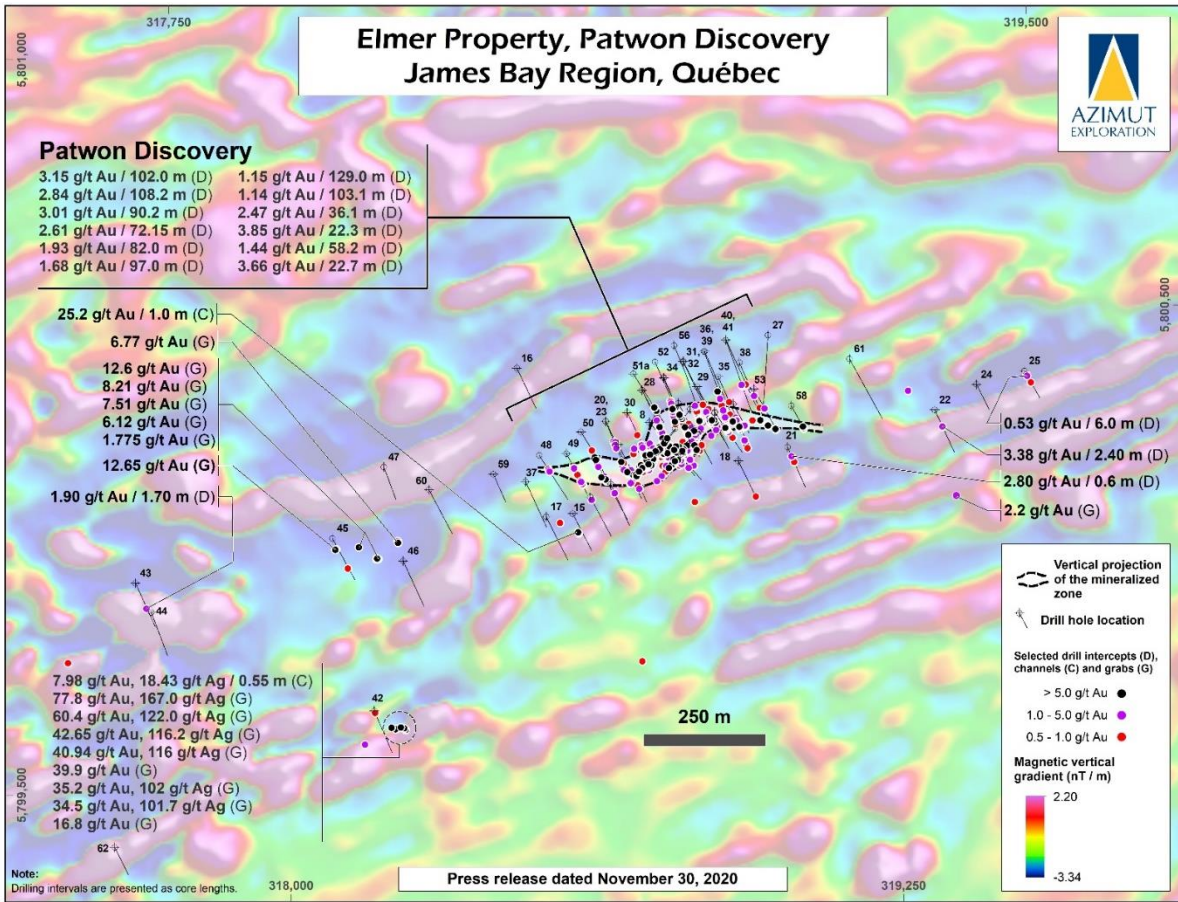 317,750
319,500
5,801,000
Elmer Property, Patwon Discovery
James Bay Region, Québec
AZIMUT
EXPLORATION
Patwon Discovery
3.15 g/t Au / 102.0 m (D)
2.84 g/t Au / 108.2 m (D)
3.01 g/t Au / 90.2 m (D)
2.61 g/t Au / 72.15 m (D)
1.93 g/t Au / 82.0 m (D)
1.68 g/t Au / 97.0 m (D)
1.15 g/t Au / 129.0 m (D)
1.14 g/t Au / 103.1 m (D)
2.47 g/t Au / 36.1 m (D)
3.85 g/t Au / 22.3 m (D)
1.44 g/t Au / 58.2 m (D)
3.66 g/t Au / 22.7 m (D)
5,800,500
25.2 g/t Au / 1.0 m (C)
6.77 g/t Au (G)
12.6 g/t Au (G)
8.21 g/t Au (G)
7.51 g/t Au (G)
6.12 g/t Au (G)
1.775 g/t Au (G)
12.65 g/t Au (G)
1.90 g/t Au / 1.70 m (D)
16
40,
41
27
36,
39
56
31,
32
38
52
51a
34
35
28
29
53
61
25
24
20,
23
30
8
58
22
50
48
49
21
18
47
59
37
60
17
15
45
46
43
44
0.53 g/t Au / 6.0 m (D)
3.38 g/t Au / 2.40 m (D)
2.80 g/t Au / 0.6 m (D)
2.2 g/t Au (G)
7.98 g/t Au, 18.43 g/t Ag / 0.55 m (C)
77.8 g/t Au, 167.0 g/t Ag (G)
60.4 g/t Au, 122.0 g/t Ag (G)
42.65 g/t Au, 116.2 g/t Ag (G)
40.94 g/t Au, 116 g/t Ag (G)
39.9 g/t Au (G)
35.2 g/t Au, 102 g/t Ag (G)
34.5 g/t Au, 101.7 g/t Ag (G)
16.8 g/t Au (G)
42
250 m
Vertical projection
of the mineralized
zone
Drill hole location
Selected drill intercepts (D),
channels (C) and grabs (G)
> 5.0 g/t Au
1.0 - 5.0 g/t Au
0.5 - 1.0 g/t Au
Magnetic vertical
gradient (nT / m)
2.20
-3.34
5,799,500
62
Note:
Drilling intervals are presented as core lengths.
318,000
Press release dated November 30, 2020
319,250